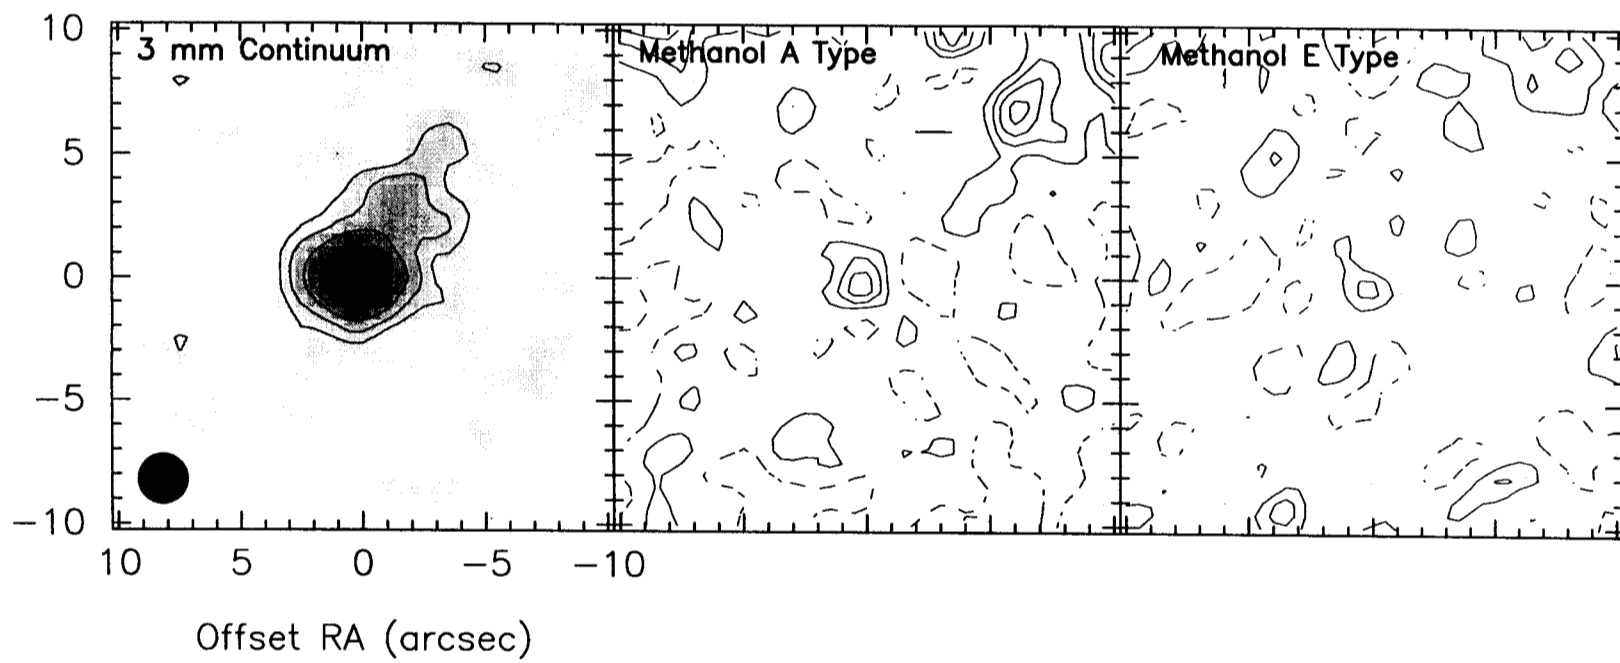 3 mm Continuum
Methanol A Type
Methanol E Type
10
5
0
−5
−10
10 5 0 −5 −10
Offset RA (arcsec)